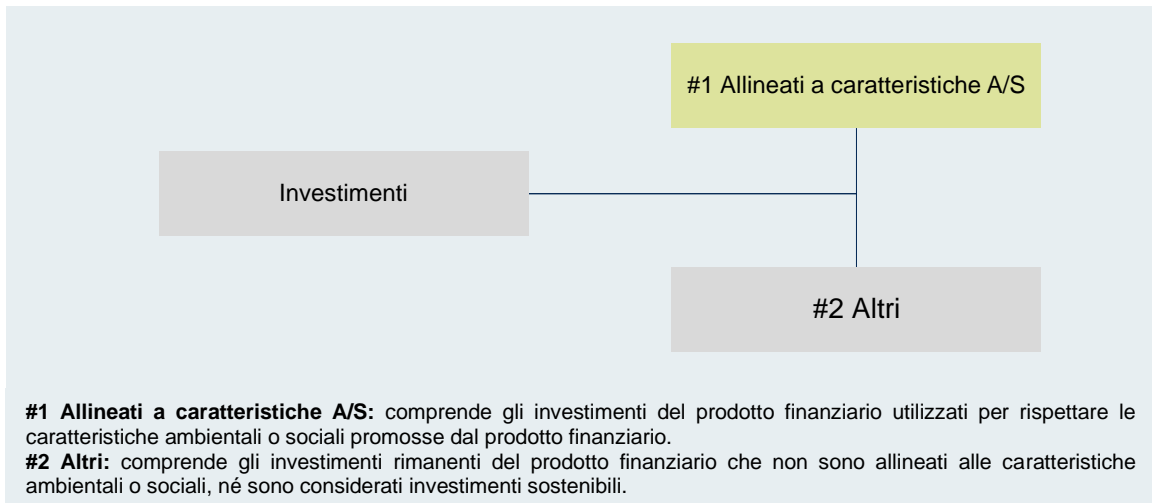 #1 Allineati a caratteristiche A/S
Investimenti
#2 Altri
#1 Allineati a caratteristiche A/S: comprende gli investimenti del prodotto finanziario utilizzati per rispettare le
caratteristiche ambientali o sociali promosse dal prodotto finanziario.
#2 Altri: comprende gli investimenti rimanenti del prodotto finanziario che non sono allineati alle caratteristiche
ambientali o sociali, né sono considerati investimenti sostenibili.